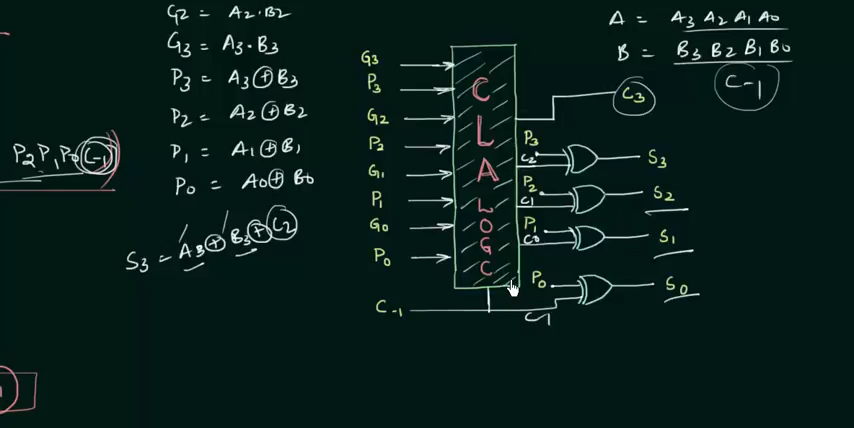 G2 = A2.B2
G3 = A3.B3
P3 = A3⊕B3
P2 = A2⊕B2
P1 = A1⊕B1
P0 = A0⊕B0
S3 = A3⊕B3⊕C2
P2P1P0C-1
A = A3 A2 A1 A0
B = B3 B2 B1 B0
C-1
G3
P3
G2
P2
G1
P1
G0
P0
C-1
CLA LOGC
C3
P3
C2
S3
P2
C1
S2
P1
C0
S1
P0
C-1
S0